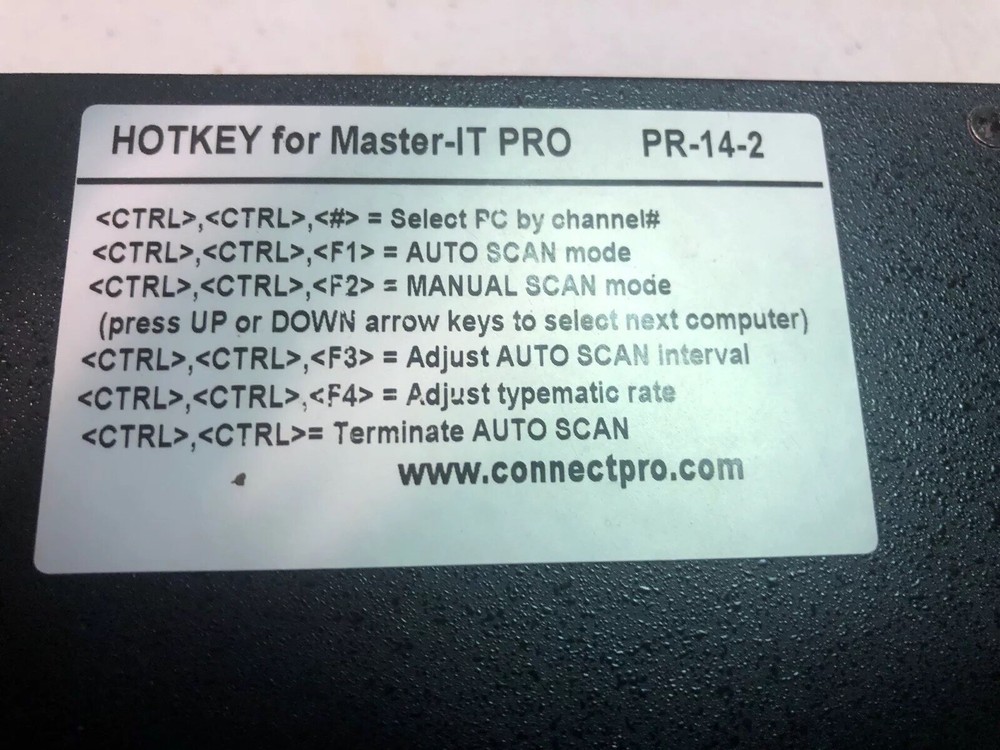 HOTKEY for Master-IT PRO PR-14-2
<CTRL>,<CTRL>,<#> = Select PC by channel#
<CTRL>,<CTRL>,<F1> = AUTO SCAN mode
<CTRL>,<CTRL>,<F2> = MANUAL SCAN mode
(press UP or DOWN arrow keys to select next computer)
<CTRL>,<CTRL>,<F3> = Adjust AUTO SCAN interval
<CTRL>,<CTRL>,<F4> = Adjust typematic rate
<CTRL>,<CTRL>= Terminate AUTO SCAN
www.connectpro.com